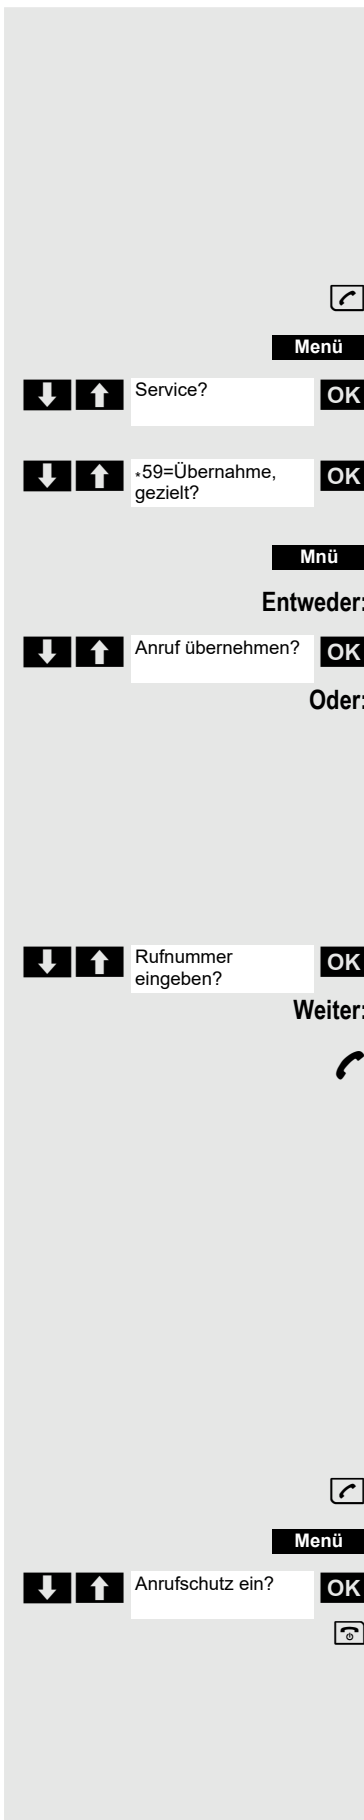 Menü
Service? OK
*59=Übernahme, OK
gezielt?
Mnü
Entweder:
Anruf übernehmen? OK
Oder:
Rufnummer OK
eingeben?
Weiter:
Menü
Anrufschutz ein? OK